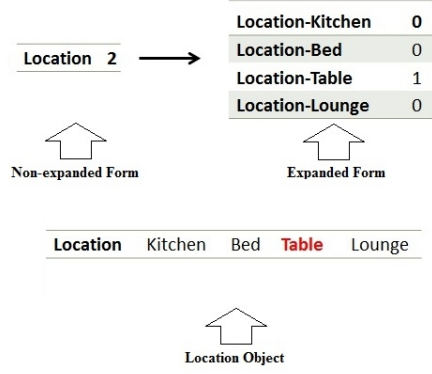 Location 2
Location-Kitchen 0
Location-Bed 0
Location-Table 1
Location-Lounge 0
Non-expanded Form
Expanded Form
Location Kitchen Bed Table Lounge
Location Object